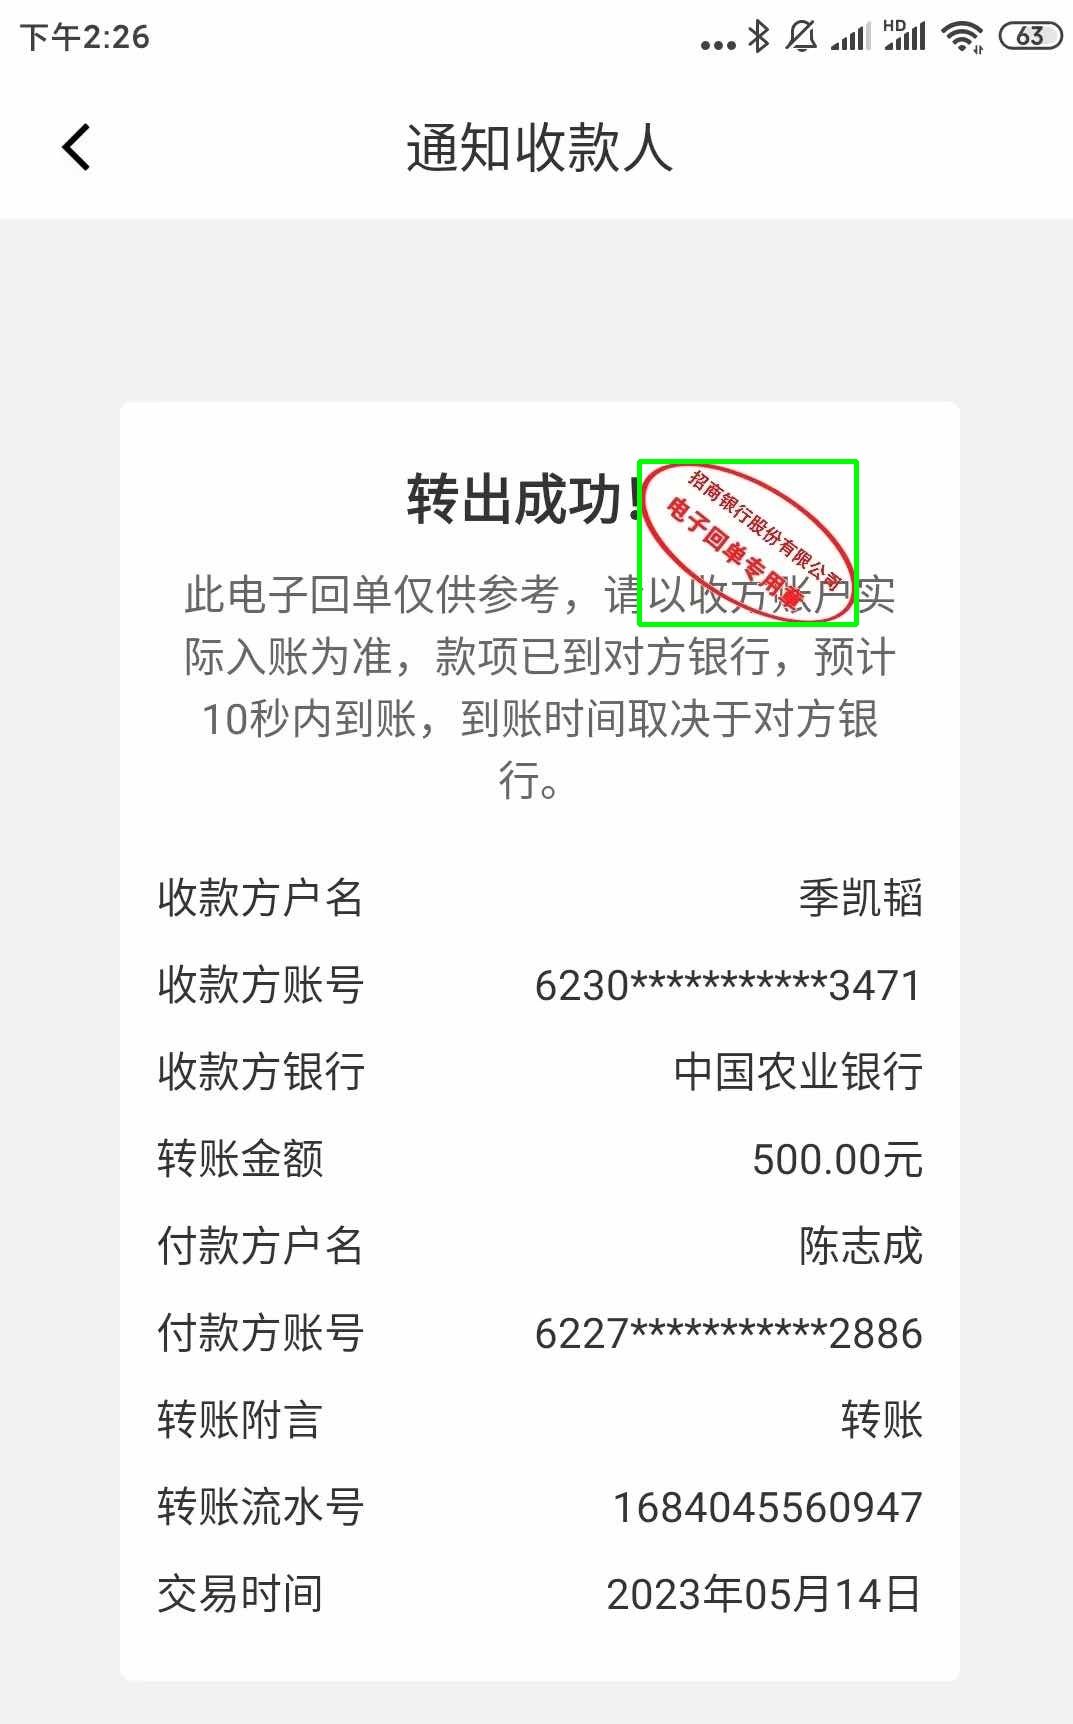 下午2:26
HD
63
通知收款人
转出成功!
招商银行股份有限公司
电子回单专用章
此电子回单仅供参考，请以收方账户实
际入账为准，款项已到对方银行，预计
10秒内到账，到账时间取决于对方银
行。
收款方户名 季凯韬
收款方账号 6230***********3471
收款方银行 中国农业银行
转账金额 500.00元
付款方户名 陈志成
付款方账号 6227***********2886
转账附言 转账
转账流水号 1684045560947
交易时间 2023年05月14日